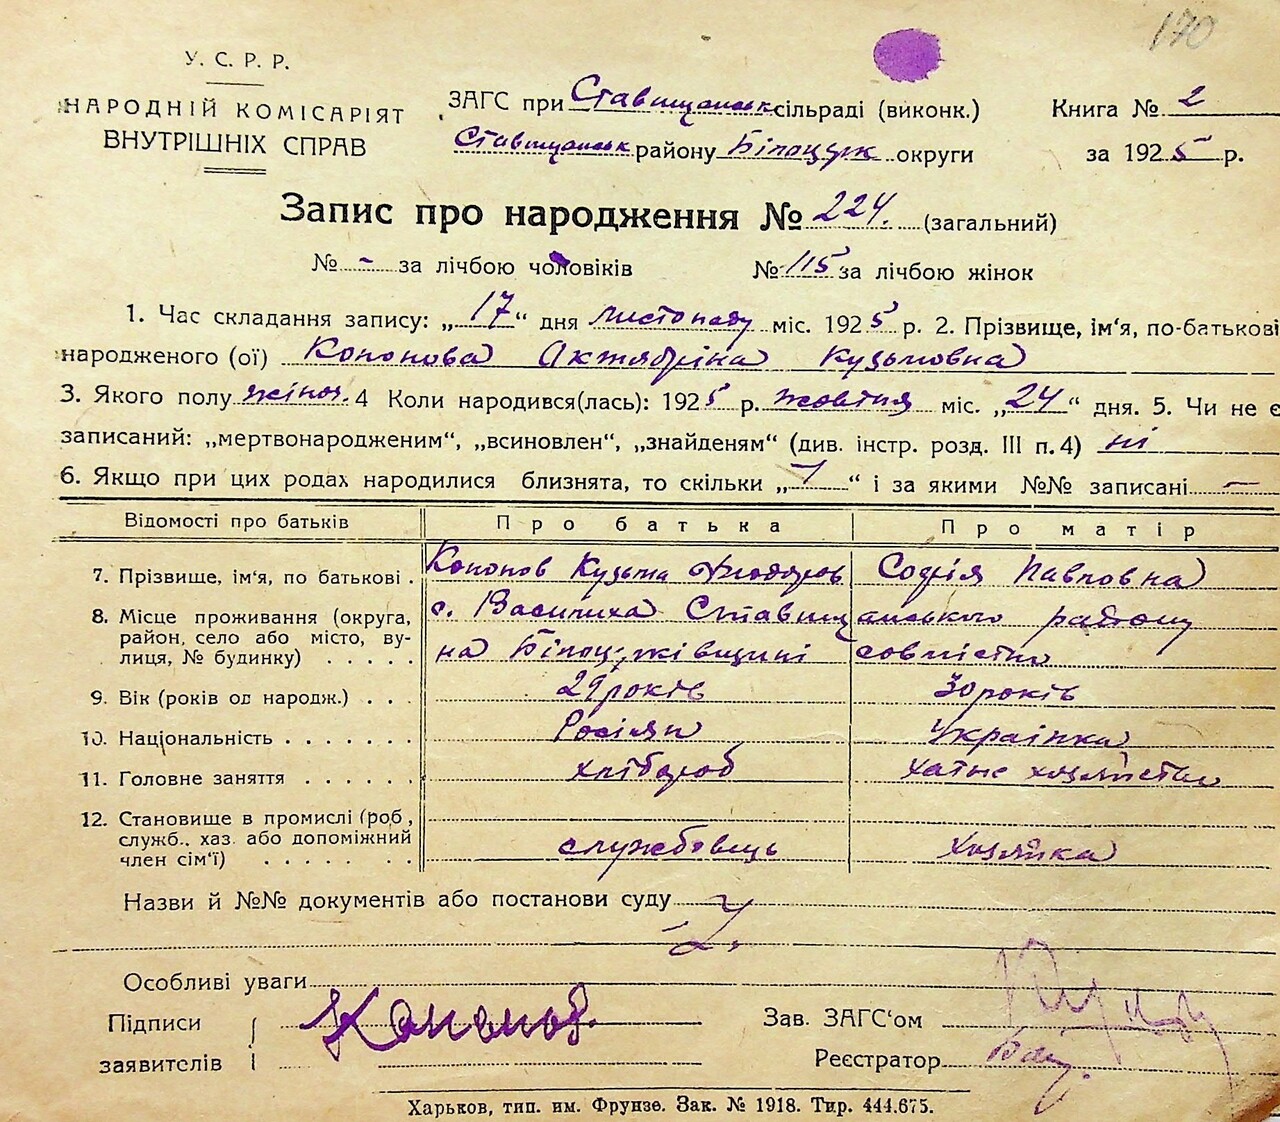 170
У. С. Р. Р.
НАРОДНІЙ КОМІСАРІЯТ
ВНУТРІШНІХ СПРАВ
ЗАГС при Ставищанськ сільраді (виконк.)
Книга № 2
Ставищанськ району Білоцерк округи
за 1925 р.
Запис про народження № 224. (загальний)
№ - за лічбою чоловіків
№ 115 за лічбою жінок
1. Час складання запису: „17“ дня листопаду міс. 1925 р. 2. Прізвище, ім'я, по-батькові
народженого (ої) Кононова Октябріна Кузьмовна
3. Якого полу жіноч. 4 Коли народився(лась): 1925 р. жовтня міс. „24“ дня. 5. Чи не є
записаний: „мертвонародженим“, „всиновлен“, „знайденям“ (див. інстр. розд. III п. 4) ні
6. Якщо при цих родах народилися близнята, то скільки „ “ і за якими №№ записані -
Відомості про батьків
Про батька
Про матір
7. Прізвище, ім'я, по батькові .
Кононов Кузьма Феодоров
Софія Павловна
8. Місце проживання (округа, район, село або місто, вулиця, № будинку) . . . . .
с. Василиха Ставищанського району
на Білоцерківщині совмістно
9. Вік (років од народж.) . . .
29 років
30 років
10. Національність . . . . . . .
Росіян
Українка
11. Головне заняття . . . . . .
хлібороб
хатнє хозяйство
12. Становище в промислі (роб, служб., хаз. або допоміжний член сім'ї) . . . . . . .
службовець
Хозяйка
Назви й №№ документів або постанови суду
Особливі уваги
Підписи
заявителів
Кононов.
Зав. ЗАГС‘ом
Реєстратор
Харьков, тип. им. Фрунзе. Зак. № 1918. Тир. 444.675.